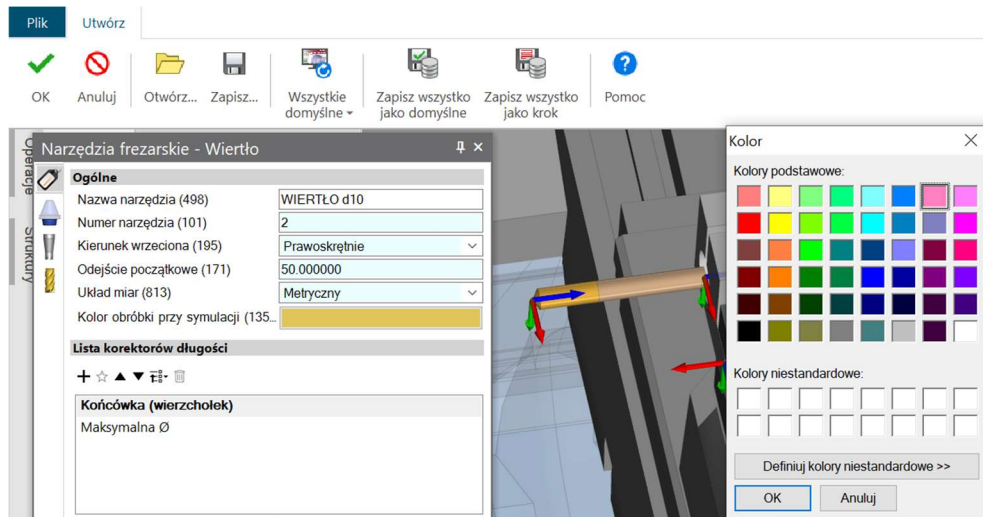 Plik Utwórz
OK Anuluj Otwórz... Zapisz... Wszystkie domyślne Zapisz wszystko jako domyślne Zapisz wszystko jako krok Pomoc
Operacje
Struktury
Narzędzia frezarskie - Wiertło
Ogólne
Nazwa narzędzia (498) WIERTŁO d10
Numer narzędzia (101) 2
Kierunek wrzeciona (195) Prawoskrętnie
Odejście początkowe (171) 50.000000
Układ miar (813) Metryczny
Kolor obróbki przy symulacji (135...
Lista korektorów długości
Końcówka (wierzchołek)
Maksymalna Ø
Kolor
Kolory podstawowe:
Kolory niestandardowe:
Definiuj kolory niestandardowe >>
OK Anuluj